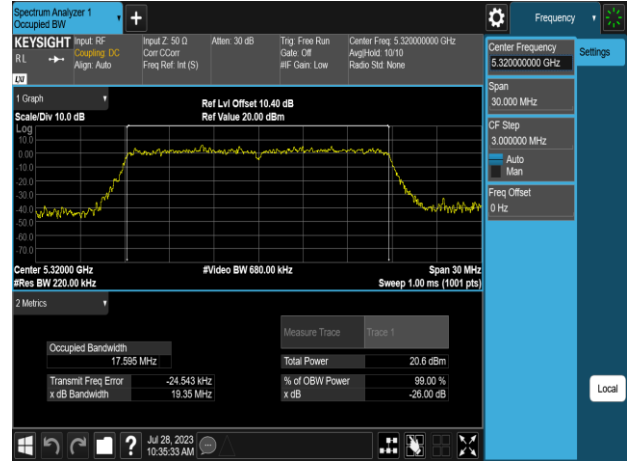 Spectrum Analyzer 1
Occupied BW
Frequency
KEYSIGHT
RL
LXI
Input: RF
Coupling: DC
Align: Auto
Input Z: 50 Ω
Corr CCorr
Freq Ref: Int (S)
Atten: 30 dB
Trig: Free Run
Gate: Off
#IF Gain: Low
Center Freq: 5.320000000 GHz
Avg|Hold: 10/10
Radio Std: None
Center Frequency
5.320000000 GHz
Settings
Span
30.000 MHz
CF Step
3.000000 MHz
Auto
Man
Freq Offset
0 Hz
1 Graph
Scale/Div 10.0 dB
Ref Lvl Offset 10.40 dB
Ref Value 20.00 dBm
Log
10.0
0.00
-10.0
-20.0
-30.0
-40.0
-50.0
-60.0
-70.0
Center 5.32000 GHz
#Video BW 680.00 kHz
Span 30 MHz
#Res BW 220.00 kHz
Sweep 1.00 ms (1001 pts)
2 Metrics
Measure Trace
Trace 1
Occupied Bandwidth
17.595 MHz
Total Power
20.6 dBm
Transmit Freq Error
-24.543 kHz
% of OBW Power
99.00 %
x dB Bandwidth
19.35 MHz
x dB
-26.00 dB
Local
?
Jul 28, 2023
10:35:33 AM